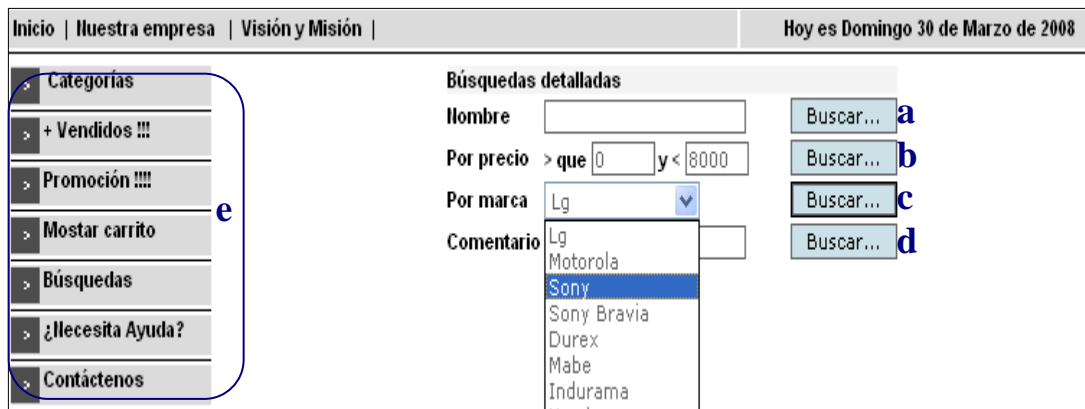 Inicio | Nuestra empresa | Visión y Misión |
Hoy es Domingo 30 de Marzo de 2008
Categorías
+ Vendidos !!!
Promoción !!!!
Mostar carrito
Búsquedas
¿Necesita Ayuda?
Contáctenos
e
Búsquedas detalladas
Nombre Buscar... a
Por precio > que 0 y < 8000 Buscar... b
Por marca Lg Buscar... c
Comentario Buscar... d
Lg
Motorola
Sony
Sony Bravia
Durex
Mabe
Indurama